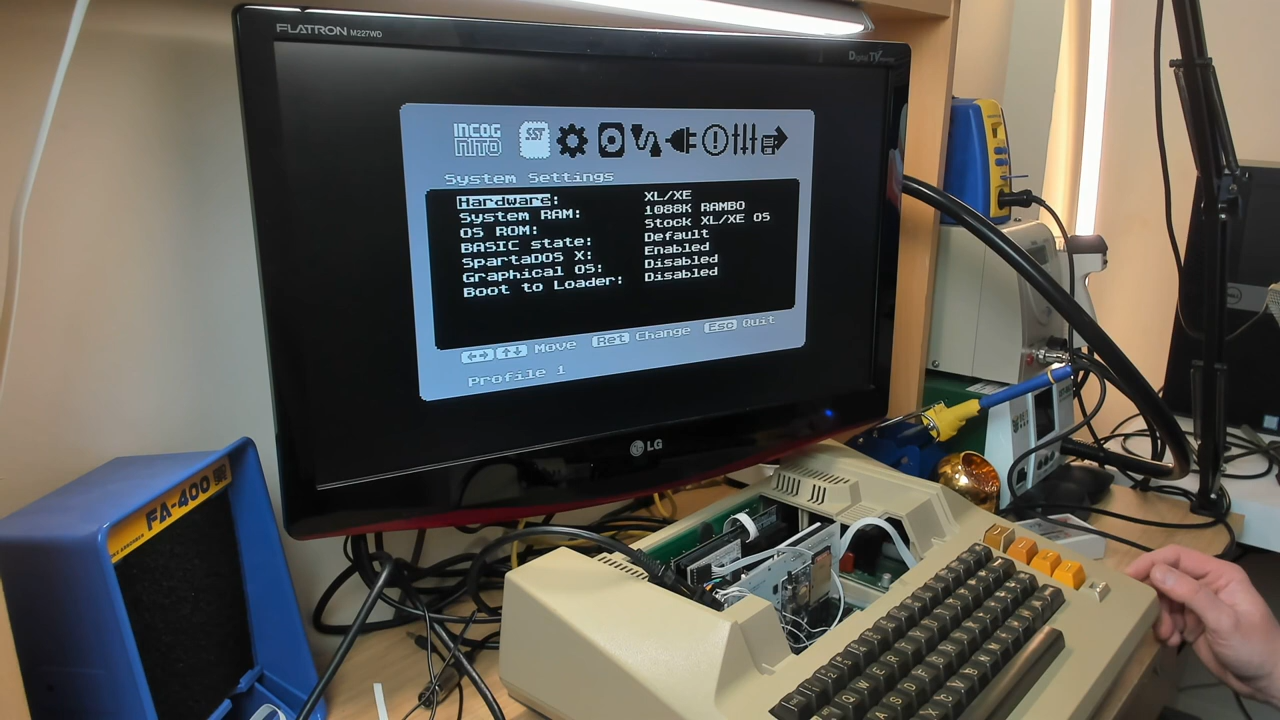 FLATRON M227WD
Digital TV
INCOG
NITO
SST
System Settings
Hardware: XL/XE
System RAM: 1088K RAMBO
OS ROM: Stock XL/XE OS
BASIC state: Default
SpartaDOS X: Enabled
Graphical OS: Disabled
Boot to Loader: Disabled
Move Ret Change Esc Quit
Profile 1
LG
FA-400
DELL